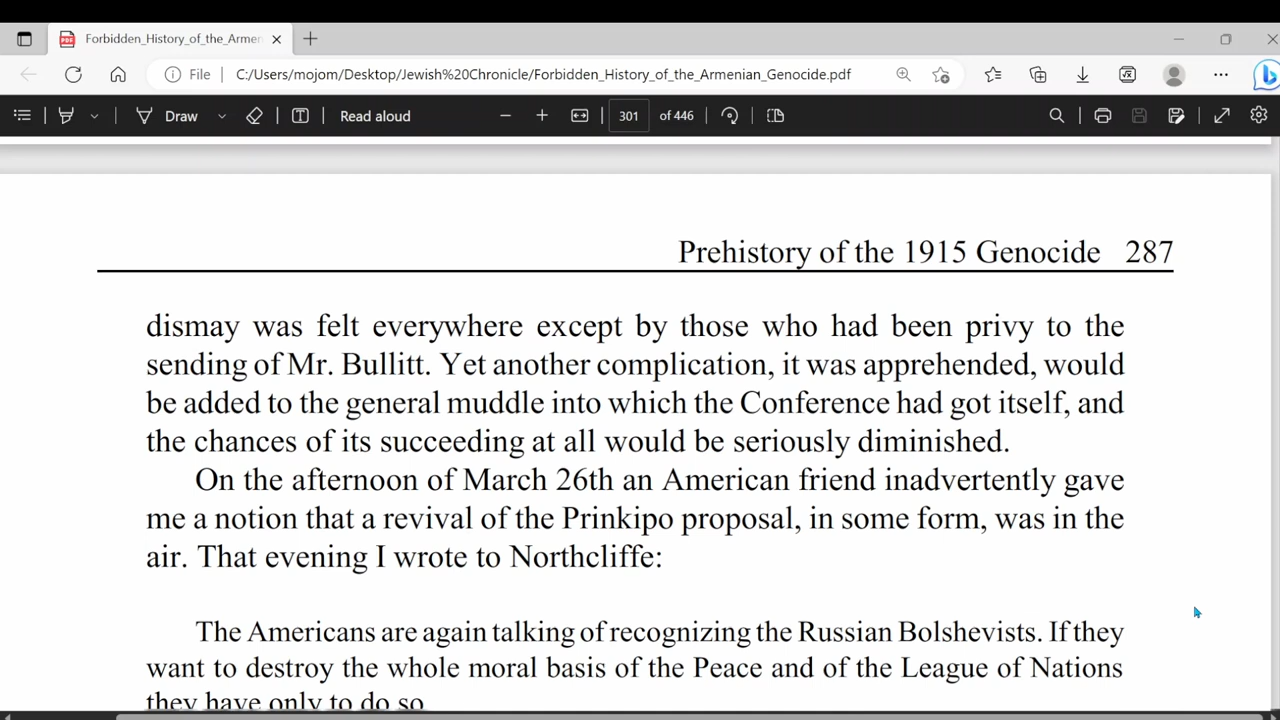 Forbidden_History_of_the_Armen
File C:/Users/mojom/Desktop/Jewish%20Chronicle/Forbidden_History_of_the_Armenian_Genocide.pdf
Draw Read aloud 301 of 446
Prehistory of the 1915 Genocide 287
dismay was felt everywhere except by those who had been privy to the
sending of Mr. Bullitt. Yet another complication, it was apprehended, would
be added to the general muddle into which the Conference had got itself, and
the chances of its succeeding at all would be seriously diminished.
On the afternoon of March 26th an American friend inadvertently gave
me a notion that a revival of the Prinkipo proposal, in some form, was in the
air. That evening I wrote to Northcliffe:
The Americans are again talking of recognizing the Russian Bolshevists. If they
want to destroy the whole moral basis of the Peace and of the League of Nations
they have only to do so.